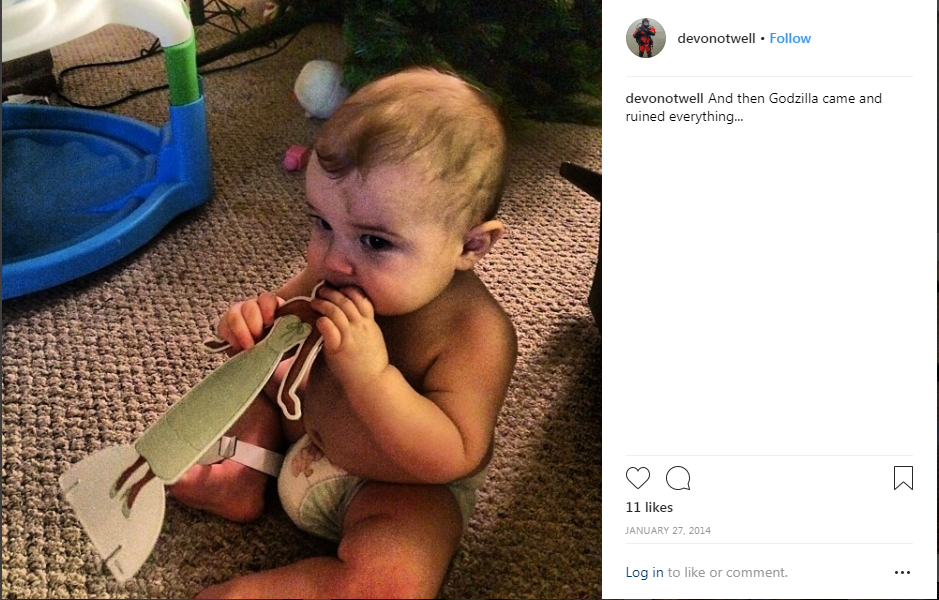 devonotwell • Follow
devonotwell And then Godzilla came and
ruined everything...
11 likes
JANUARY 27, 2014
Log in to like or comment.